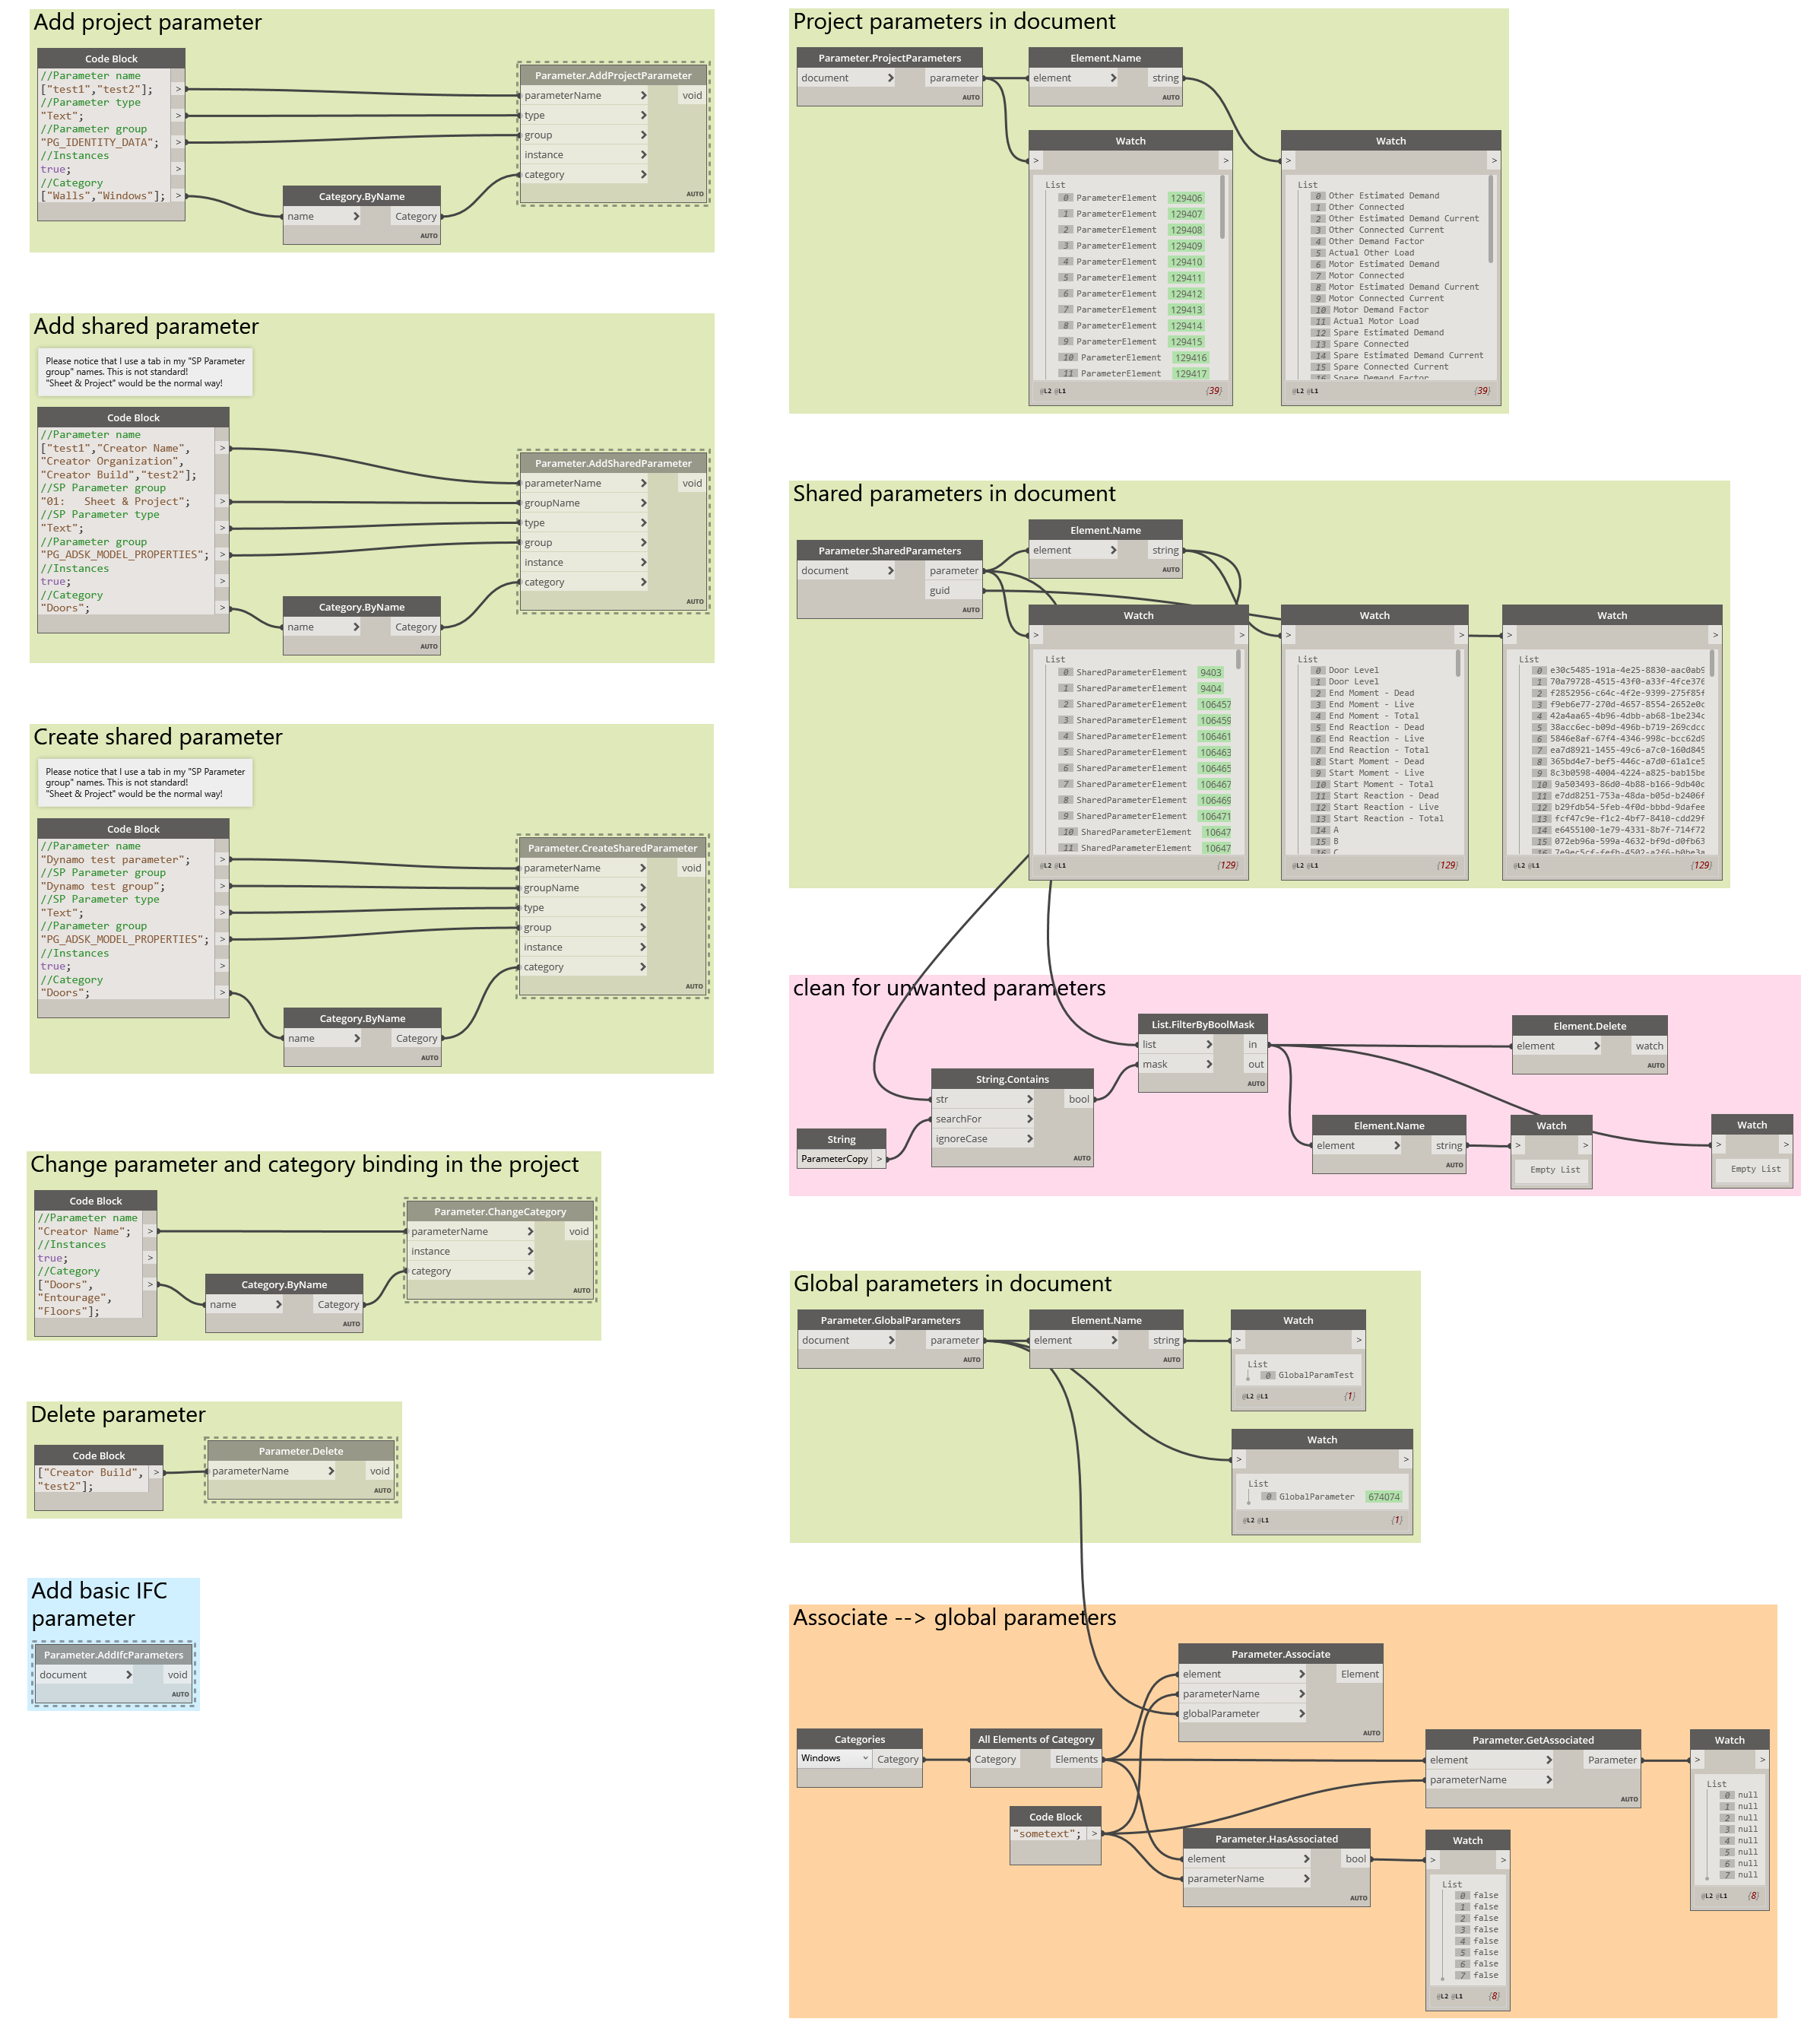 Add project parameter
Code Block
//Parameter name
["test1","test2"];
>
//Parameter type
"Text";
>
//Parameter group
"PG_IDENTITY_DATA";
>
//Instances
true;
>
//Category
["Walls","Windows"];
>
Category.ByName
name
Category
AUTO
Parameter.AddProjectParameter
parameterName
void
type
group
instance
category
AUTO
Add shared parameter
Please notice that I use a tab in my "SP Parameter
group" names. This is not standard!
"Sheet & Project" would be the normal way!
Code Block
//Parameter name
["test1","Creator Name",
"Creator Organization",
"Creator Build","test2"];
//SP Parameter group
"01:   Sheet & Project";
//SP Parameter type
"Text";
//Parameter group
"PG_ADSK_MODEL_PROPERTIES";
//Instances
true;
//Category
"Doors";
Category.ByName
name
Category
AUTO
Parameter.AddSharedParameter
parameterName
void
groupName
type
group
instance
category
AUTO
Create shared parameter
Please notice that I use a tab in my "SP Parameter
group" names. This is not standard!
"Sheet & Project" would be the normal way!
Code Block
//Parameter name
"Dynamo test parameter";
//SP Parameter group
"Dynamo test group";
//SP Parameter type
"Text";
//Parameter group
"PG_ADSK_MODEL_PROPERTIES";
//Instances
true;
//Category
"Doors";
Category.ByName
name
Category
AUTO
Parameter.CreateSharedParameter
parameterName
void
groupName
type
group
instance
category
AUTO
Change parameter and category binding in the project
Code Block
//Parameter name
"Creator Name";
//Instances
true;
//Category
["Doors",
"Entourage",
"Floors"];
Category.ByName
name
Category
AUTO
Parameter.ChangeCategory
parameterName
void
instance
category
AUTO
Delete parameter
Code Block
["Creator Build",
"test2"];
Parameter.Delete
parameterName
void
AUTO
Add basic IFC
parameter
Parameter.AddIfcParameters
document
void
AUTO
Project parameters in document
Parameter.ProjectParameters
document
parameter
AUTO
Element.Name
element
string
AUTO
Watch
List
0 ParameterElement 129406
1 ParameterElement 129407
2 ParameterElement 129408
3 ParameterElement 129409
4 ParameterElement 129410
5 ParameterElement 129411
6 ParameterElement 129412
7 ParameterElement 129413
8 ParameterElement 129414
9 ParameterElement 129415
10 ParameterElement 129416
11 ParameterElement 129417
@L2 @L1 {39}
Watch
List
0 Other Estimated Demand
1 Other Connected
2 Other Estimated Demand Current
3 Other Connected Current
4 Other Demand Factor
5 Actual Other Load
6 Motor Estimated Demand
7 Motor Connected
8 Motor Estimated Demand Current
9 Motor Connected Current
10 Motor Demand Factor
11 Actual Motor Load
12 Spare Estimated Demand
13 Spare Connected
14 Spare Estimated Demand Current
15 Spare Connected Current
16 Spare Demand Factor
@L2 @L1 {39}
Shared parameters in document
Parameter.SharedParameters
document
parameter
guid
AUTO
Element.Name
element
string
AUTO
Watch
List
0 SharedParameterElement 9403
1 SharedParameterElement 9404
2 SharedParameterElement 106457
3 SharedParameterElement 106459
4 SharedParameterElement 106461
5 SharedParameterElement 106463
6 SharedParameterElement 106465
7 SharedParameterElement 106467
8 SharedParameterElement 106469
9 SharedParameterElement 106471
10 SharedParameterElement 10647
11 SharedParameterElement 10647
@L2 @L1 {129}
Watch
List
0 Door Level
1 Door Level
2 End Moment - Dead
3 End Moment - Live
4 End Moment - Total
5 End Reaction - Dead
6 End Reaction - Live
7 End Reaction - Total
8 Start Moment - Dead
9 Start Moment - Live
10 Start Moment - Total
11 Start Reaction - Dead
12 Start Reaction - Live
13 Start Reaction - Total
14 A
15 B
16 C
@L2 @L1 {129}
Watch
List
0 e30c5485-191a-4e25-8830-aac0ab9
1 70a79728-4515-43f0-a33f-4fce376
2 f2852956-c64c-4f2e-9399-275f85f
3 f9eb6e77-270d-4657-8554-2652e0c
4 42a4aa65-4b96-4dbb-ab68-1be234c
5 38acc6ec-b09d-496b-b719-269cdcc
6 5846e8af-67f4-4346-998c-bcc62d9
7 ea7d8921-1455-49c6-a7c0-160d845
8 365bd4e7-bef5-446c-a7d0-61a1ce5
9 8c3b0598-4004-4224-a825-bab15be
10 9a503493-86d0-4b88-b166-9db40c
11 e7dd8251-753a-48da-b05d-b2406f
12 b29fdb54-5feb-4f0d-bbbd-9dafee
13 fcf47c9e-f1c2-4bf7-8410-cdd29f
14 e6455100-1e79-4331-8b7f-714f72
15 072eb96a-599a-4632-bf9d-d0fb63
@L2 @L1 {129}
clean for unwanted parameters
String
ParameterCopy
String.Contains
str
bool
searchFor
ignoreCase
AUTO
List.FilterByBoolMask
list
in
mask
out
AUTO
Element.Delete
element
watch
AUTO
Element.Name
element
string
AUTO
Watch
Empty List
Watch
Empty List
Global parameters in document
Parameter.GlobalParameters
document
parameter
AUTO
Element.Name
element
string
AUTO
Watch
List
0 GlobalParamTest
@L2 @L1 {1}
Watch
List
0 GlobalParameter 674074
@L2 @L1 {1}
Associate --> global parameters
Categories
Windows
Category
All Elements of Category
Category
Elements
Code Block
"sometext";
Parameter.Associate
element
Element
parameterName
globalParameter
AUTO
Parameter.HasAssociated
element
bool
parameterName
AUTO
Parameter.GetAssociated
element
Parameter
parameterName
AUTO
Watch
List
0 false
1 false
2 false
3 false
4 false
5 false
6 false
7 false
@L2 @L1 {8}
Watch
List
0 null
1 null
2 null
3 null
4 null
5 null
6 null
7 null
@L2 @L1 {8}